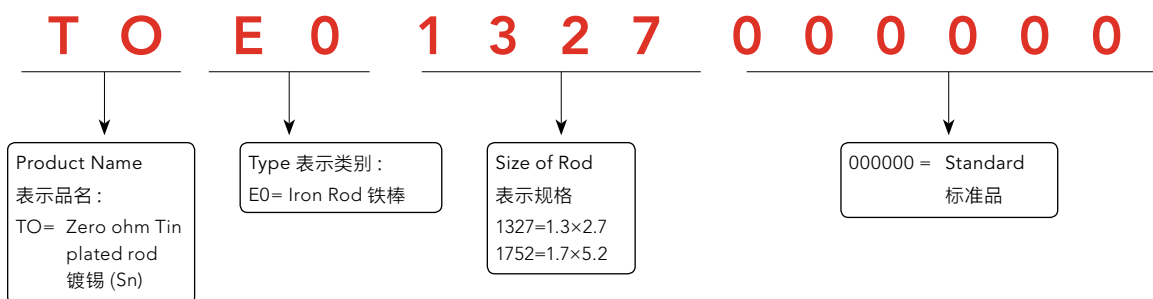 T O E 0 1 3 2 7 0 0 0 0 0 0
Product Name
表示品名 :
TO= Zero ohm Tin
plated rod
镀锡 (Sn)
Type 表示类别 :
E0= Iron Rod 铁棒
Size of Rod
表示规格
1327=1.3×2.7
1752=1.7×5.2
000000 = Standard
标准品